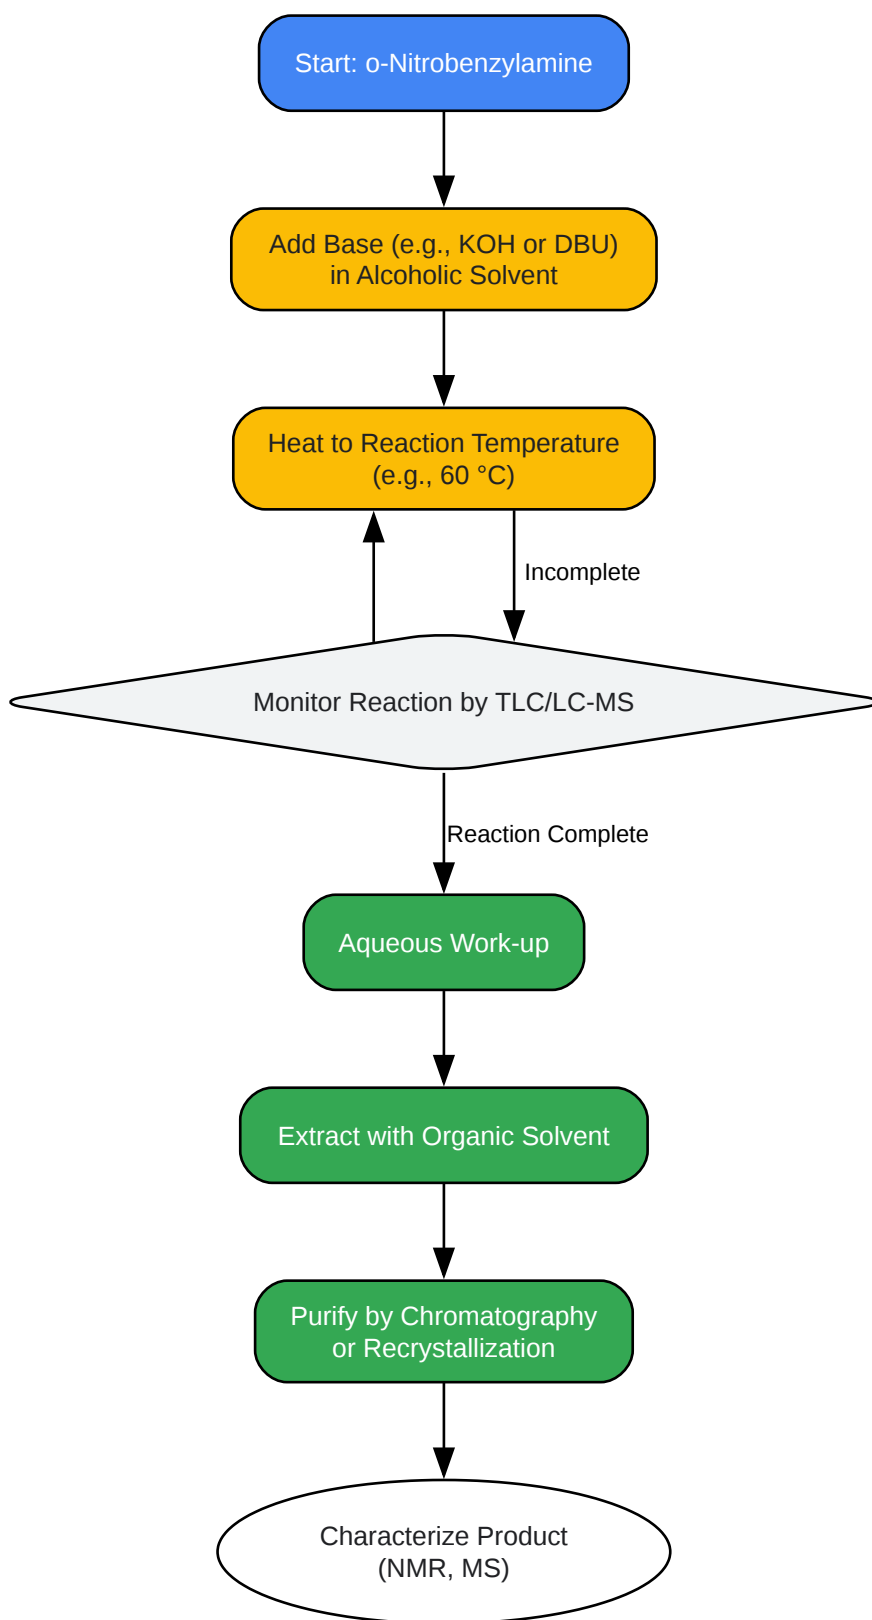 Start: o-Nitrobenzylamine
Add Base (e.g., KOH or DBU)
in Alcoholic Solvent
Heat to Reaction Temperature
(e.g., 60 °C)
Incomplete
Monitor Reaction by TLC/LC-MS
Reaction Complete
Aqueous Work-up
Extract with Organic Solvent
Purify by Chromatography
or Recrystallization
Characterize Product
(NMR, MS)